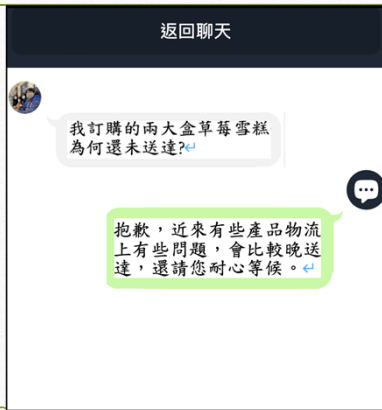 返回聊天
我訂購的兩大盒草莓雪糕
為何還未送達?↵
抱歉，近來有些產品物流
上有些問題，會比較晚送
達，還請您耐心等候。↵